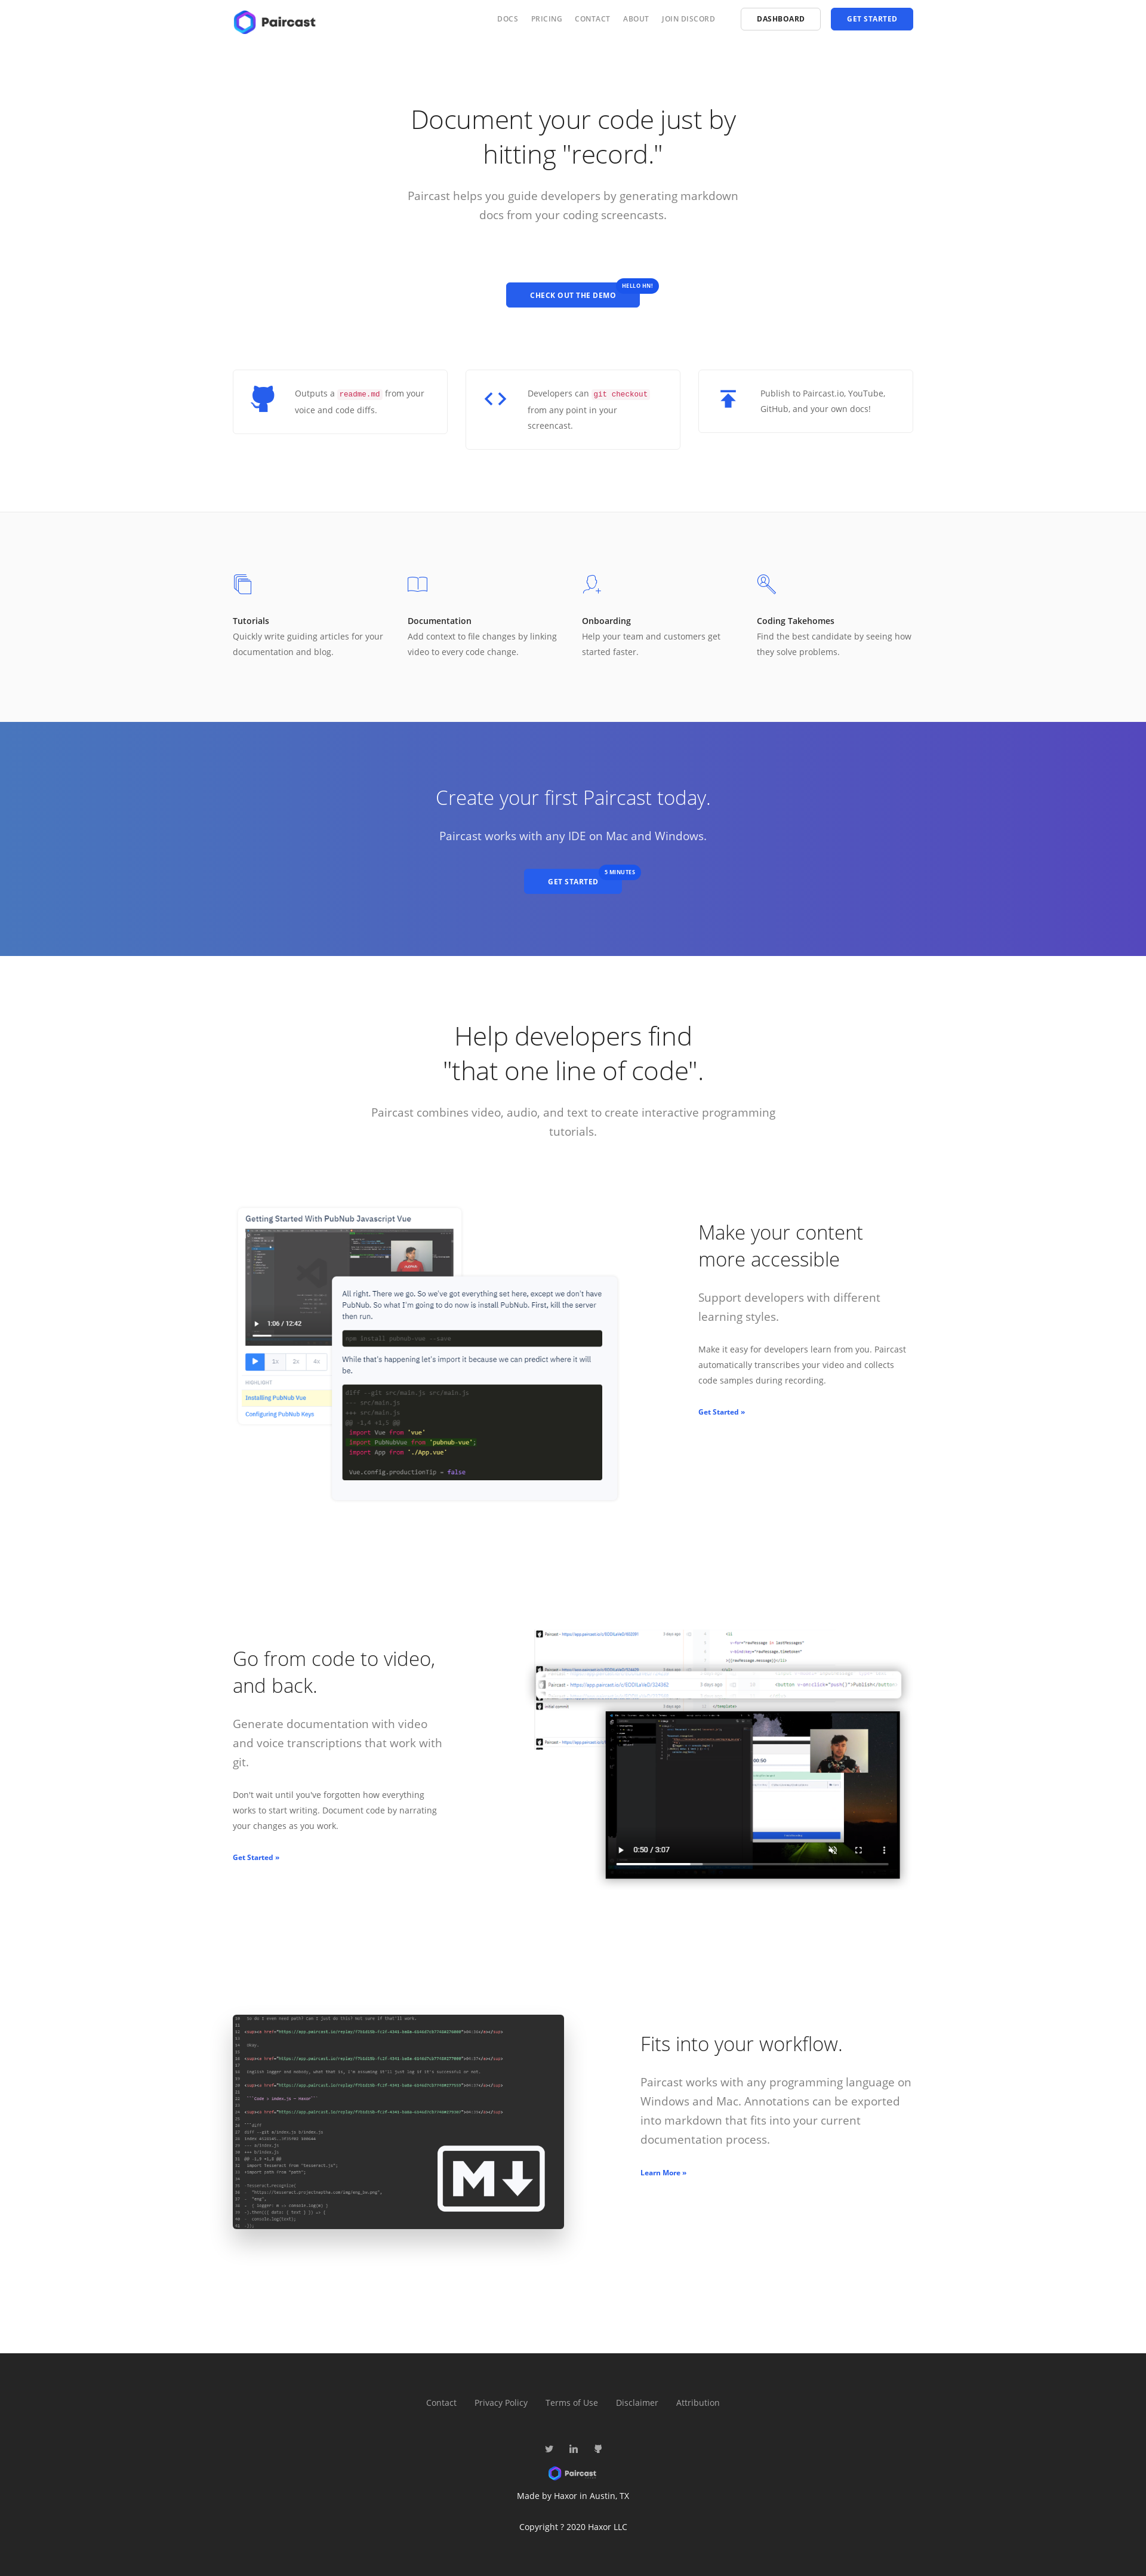 Paircast
DOCS PRICING CONTACT ABOUT JOIN DISCORD DASHBOARD GET STARTED
Document your code just by
hitting "record."
Paircast helps you guide developers by generating markdown
docs from your coding screencasts.
HELLO HN!
CHECK OUT THE DEMO
Outputs a readme.md from your
voice and code diffs.
Developers can git checkout
from any point in your
screencast.
Publish to Paircast.io, YouTube,
GitHub, and your own docs!
Tutorials
Quickly write guiding articles for your
documentation and blog.
Documentation
Add context to file changes by linking
video to every code change.
Onboarding
Help your team and customers get
started faster.
Coding Takehomes
Find the best candidate by seeing how
they solve problems.
Create your first Paircast today.
Paircast works with any IDE on Mac and Windows.
5 MINUTES
GET STARTED
Help developers find
"that one line of code".
Paircast combines video, audio, and text to create interactive programming
tutorials.
Getting Started With PubNub Javascript Vue
1:06 / 12:42
1x 2x 4x
HIGHLIGHT
Installing PubNub Vue
Configuring PubNub Keys
All right. There we go. So we've got everything set here, except we don't have
PubNub. So what I'm going to do now is install PubNub. First, kill the server
then run.
npm install pubnub-vue --save
While that's happening let's import it because we can predict where it will
be.
diff --git src/main.js src/main.js
--- src/main.js
+++ src/main.js
@@ -1,4 +1,5 @@
import Vue from 'vue'
import PubNubVue from 'pubnub-vue';
import App from './App.vue'
Vue.config.productionTip = false
Make your content
more accessible
Support developers with different
learning styles.
Make it easy for developers learn from you. Paircast
automatically transcribes your video and collects
code samples during recording.
Get Started »
Go from code to video,
and back.
Generate documentation with video
and voice transcriptions that work with
git.
Don't wait until you've forgotten how everything
works to start writing. Document code by narrating
your changes as you work.
Get Started »
3 days ago
<button v-on:click="push()">Publish</button>
0:50 / 3:07
M
Fits into your workflow.
Paircast works with any programming language on
Windows and Mac. Annotations can be exported
into markdown that fits into your current
documentation process.
Learn More »
Contact Privacy Policy Terms of Use Disclaimer Attribution
Paircast
Made by Haxor in Austin, TX
Copyright ? 2020 Haxor LLC